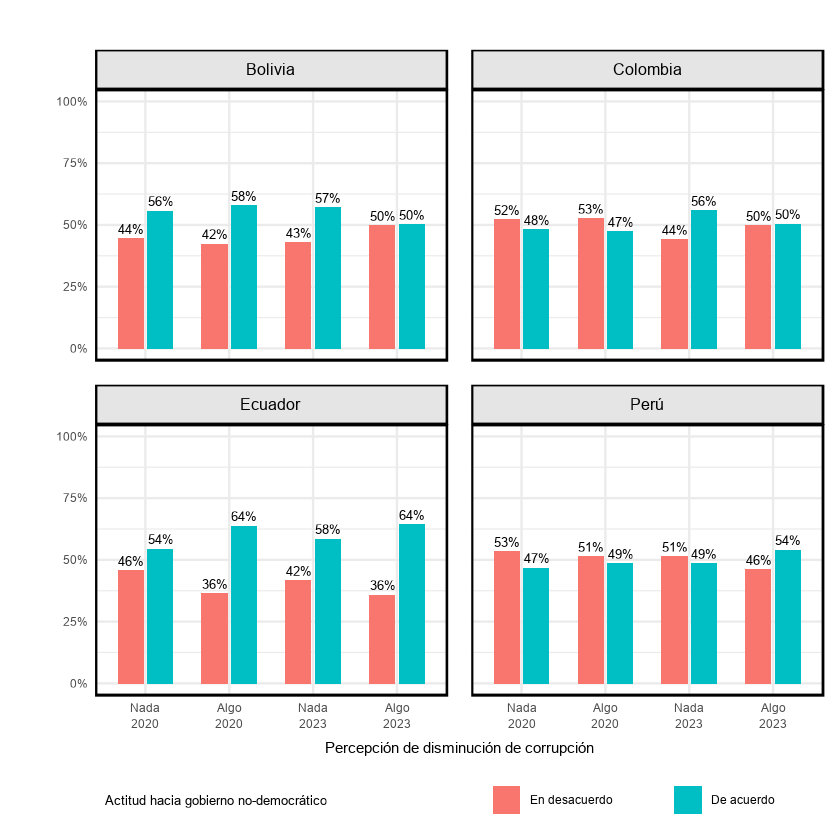 Bolivia
Colombia
100%
75%
50%
25%
0%
44% 56% 42% 58% 43% 57% 50% 50%
52% 48% 53% 47% 44% 56% 50% 50%
Ecuador
Perú
100%
75%
50%
25%
0%
46% 54% 36% 64% 42% 58% 36% 64%
53% 47% 51% 49% 51% 49% 46% 54%
Nada Algo Nada Algo Nada Algo Nada Algo
2020 2020 2023 2023 2020 2020 2023 2023
Percepción de disminución de corrupción
Actitud hacia gobierno no-democrático En desacuerdo De acuerdo